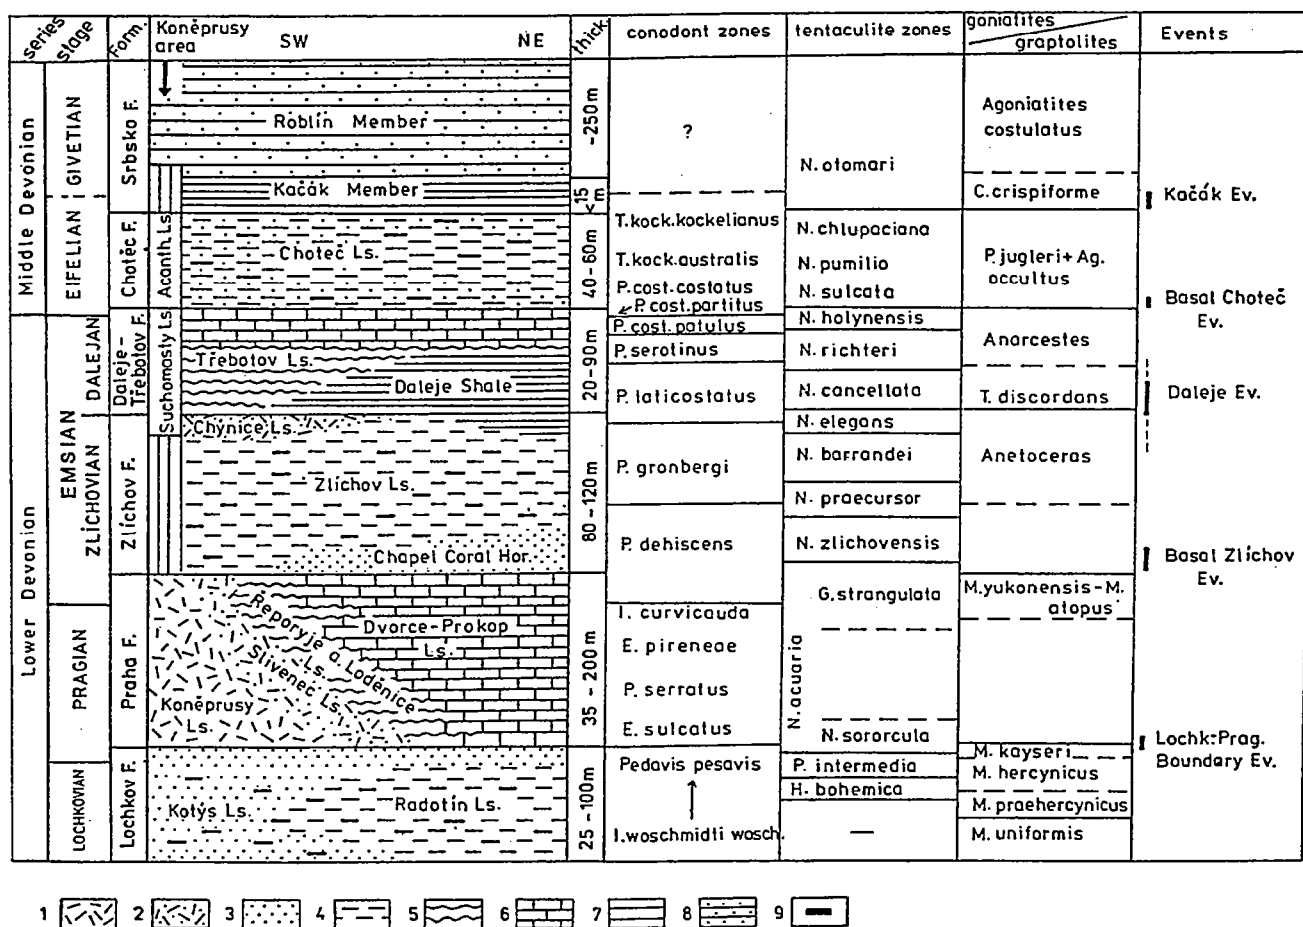 series
stage
Form.
Koněprusy
area
SW
NE
thick.
conodont zones
tentaculite zones
goniatites
graptolites
Events
Middle Devonian
GIVETIAN
EIFELIAN
Srbsko F.
Choteč F.
Acanth. Ls.
Roblín Member
Kačák Member
Choteč Ls.
~250m
<15m
40-60m
?
T.kock.kockelianus
T.kock.australis
P.cost.costatus
P.cost.partitus
N.otomari
N.chlupaciana
N.pumilio
N.sulcata
Agoniatites
costulatus
C.crispiforme
P.jugleri+Ag.
occultus
Kačák Ev.
Basal Choteč
Ev.
Lower Devonian
EMSIAN
DALEJAN
ZLÍCHOVIAN
PRAGIAN
LOCHKOVIAN
Daleje-
Třebotov F.
Zlíchov F.
Praha F.
Lochkov F.
Suchomasty Ls.
Třebotov Ls.
Daleje Shale
Chýnice Ls.
Zlíchov Ls.
Chapel Coral Hor.
Dvorce-Prokop
Ls.
Řeporyje a. Loděnice
Ls.
Slivenec Ls.
Koněprusy
Ls.
Kotýs Ls.
Radotín Ls.
20-90m
80-120m
35-200m
25-100m
P.cost.patulus
P.serotinus
P.laticostatus
P. gronbergi
P. dehiscens
I. curvicauda
E. pireneae
P. serratus
E. sulcatus
Pedavis pesavis
I.woschmidti wosch.
N. holynensis
N. richteri
N. cancellata
N. elegans
N. barrandei
N. praecursor
N. zlichovensis
G.strangulata
N.acuaria
N.sororcula
P. intermedia
H. bohemica
Anarcestes
T. discordans
Anetoceras
M.yukonensis-M.
atopus
M. kayseri
M. hercynicus
M. praehercynicus
M. uniformis
Daleje Ev.
Basal Zlíchov
Ev.
Lochk-Prag.
Boundary Ev.
1 2 3 4 5 6 7 8 9